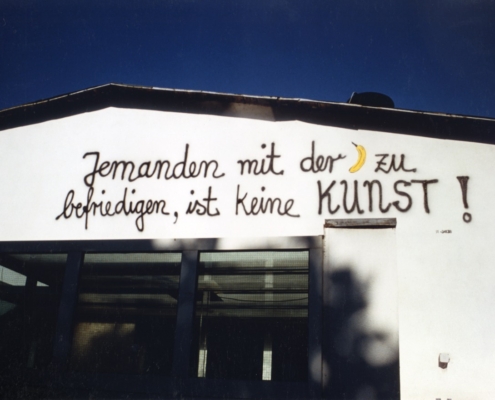 Jemanden mit der zu
befriedigen, ist keine KUNST!